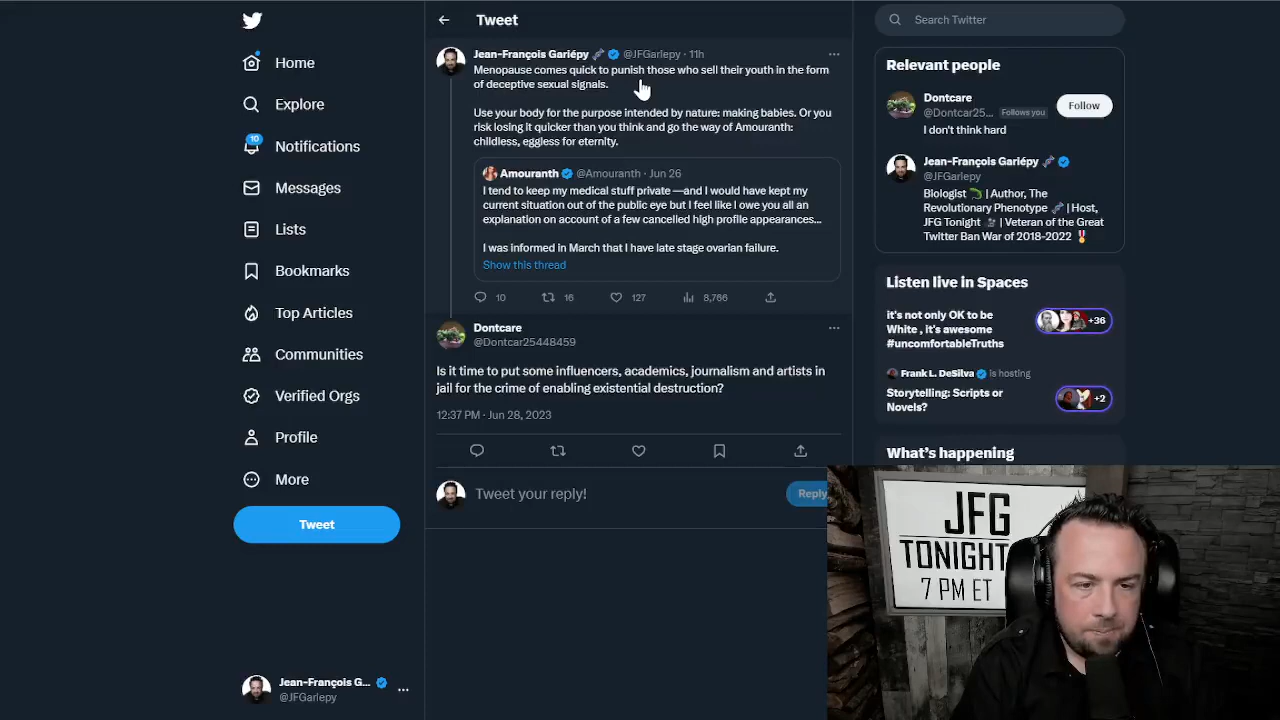 Tweet
Search Twitter
Home
Explore
10
Notifications
Messages
Lists
Bookmarks
Top Articles
Communities
Verified Orgs
Profile
More
Tweet
Jean-François G...
@JFGarlepy
Jean-François Gariépy @JFGarlepy · 11h
Menopause comes quick to punish those who sell their youth in the form
of deceptive sexual signals.
Use your body for the purpose intended by nature: making babies. Or you
risk losing it quicker than you think and go the way of Amouranth:
childless, eggless for eternity.
Amouranth @Amouranth · Jun 26
I tend to keep my medical stuff private —and I would have kept my
current situation out of the public eye but I feel like I owe you all an
explanation on account of a few cancelled high profile appearances...
I was informed in March that I have late stage ovarian failure.
Show this thread
10 16 127 8,766
Dontcare
@Dontcar25448459
Is it time to put some influencers, academics, journalism and artists in
jail for the crime of enabling existential destruction?
12:37 PM · Jun 28, 2023
Tweet your reply!
Reply
Relevant people
Dontcare
@Dontcar25... Follows you
Follow
I don't think hard
Jean-François Gariépy
@JFGarlepy
Biologist | Author, The
Revolutionary Phenotype | Host,
JFG Tonight | Veteran of the Great
Twitter Ban War of 2018-2022
Listen live in Spaces
it's not only OK to be
White , it's awesome
#uncomfortableTruths
+36
Frank L. DeSilva is hosting
Storytelling: Scripts or
Novels?
+2
What's happening
JFG
TONIGHT
7 PM ET